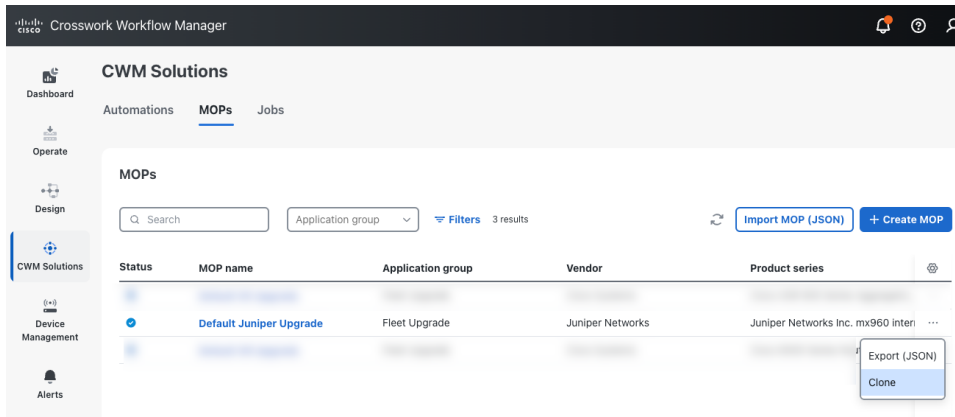 cisco Crosswork Workflow Manager
CWM Solutions
Automations MOPs Jobs
Dashboard
Operate
Design
CWM Solutions
Device
Management
Alerts
MOPs
Search Application group Filters 3 results Import MOP (JSON) + Create MOP
Status MOP name Application group Vendor Product series
Default Juniper Upgrade Fleet Upgrade Juniper Networks Juniper Networks Inc. mx960 intern ...
Export (JSON)
Clone